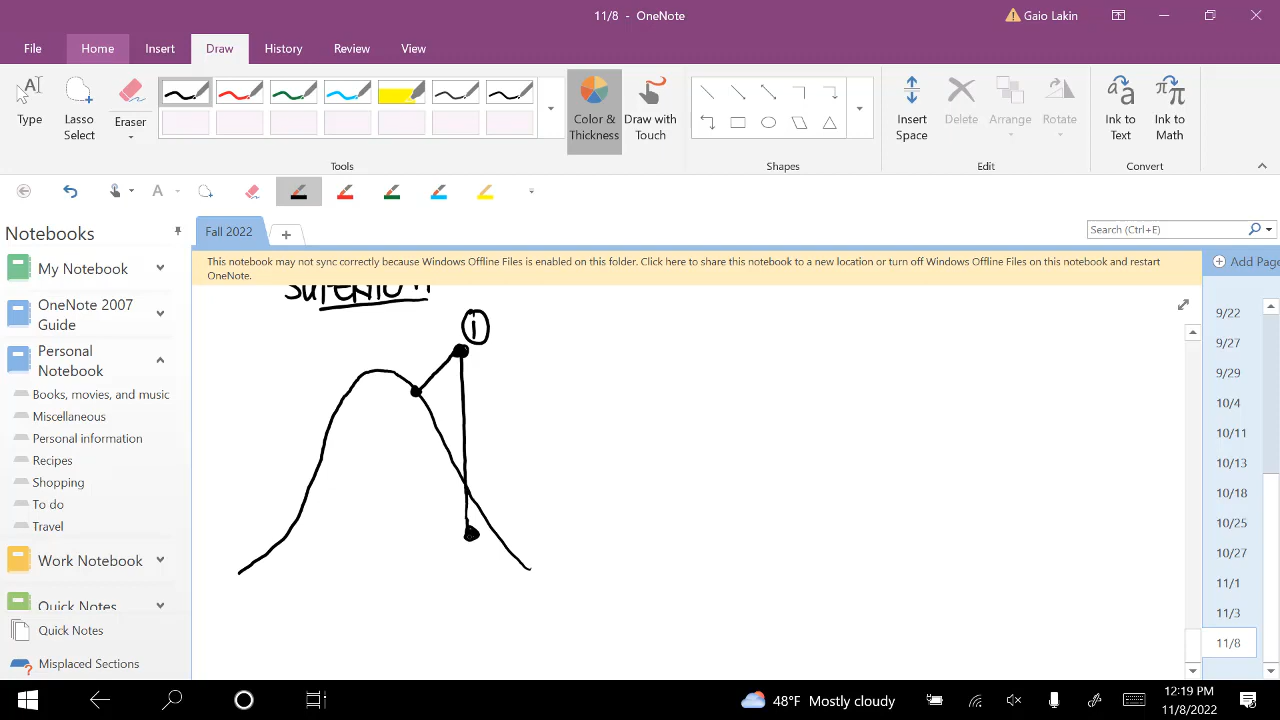 11/8 - OneNote
Gaio Lakin
File
Home
Insert
Draw
History
Review
View
Type
Lasso Select
Eraser
Color & Thickness
Draw with Touch
Insert Space
Delete
Arrange
Rotate
Ink to Text
Ink to Math
Tools
Shapes
Edit
Convert
A
Notebooks
Fall 2022
+
Search (Ctrl+E)
My Notebook
OneNote 2007 Guide
Personal Notebook
Books, movies, and music
Miscellaneous
Personal information
Recipes
Shopping
To do
Travel
Work Notebook
Quick Notes
Quick Notes
Misplaced Sections
This notebook may not sync correctly because Windows Offline Files is enabled on this folder. Click here to share this notebook to a new location or turn off Windows Offline Files on this notebook and restart
OneNote.
1
Add Page
9/22
9/27
9/29
10/4
10/11
10/13
10/18
10/25
10/27
11/1
11/3
11/8
48°F Mostly cloudy
12:19 PM
11/8/2022